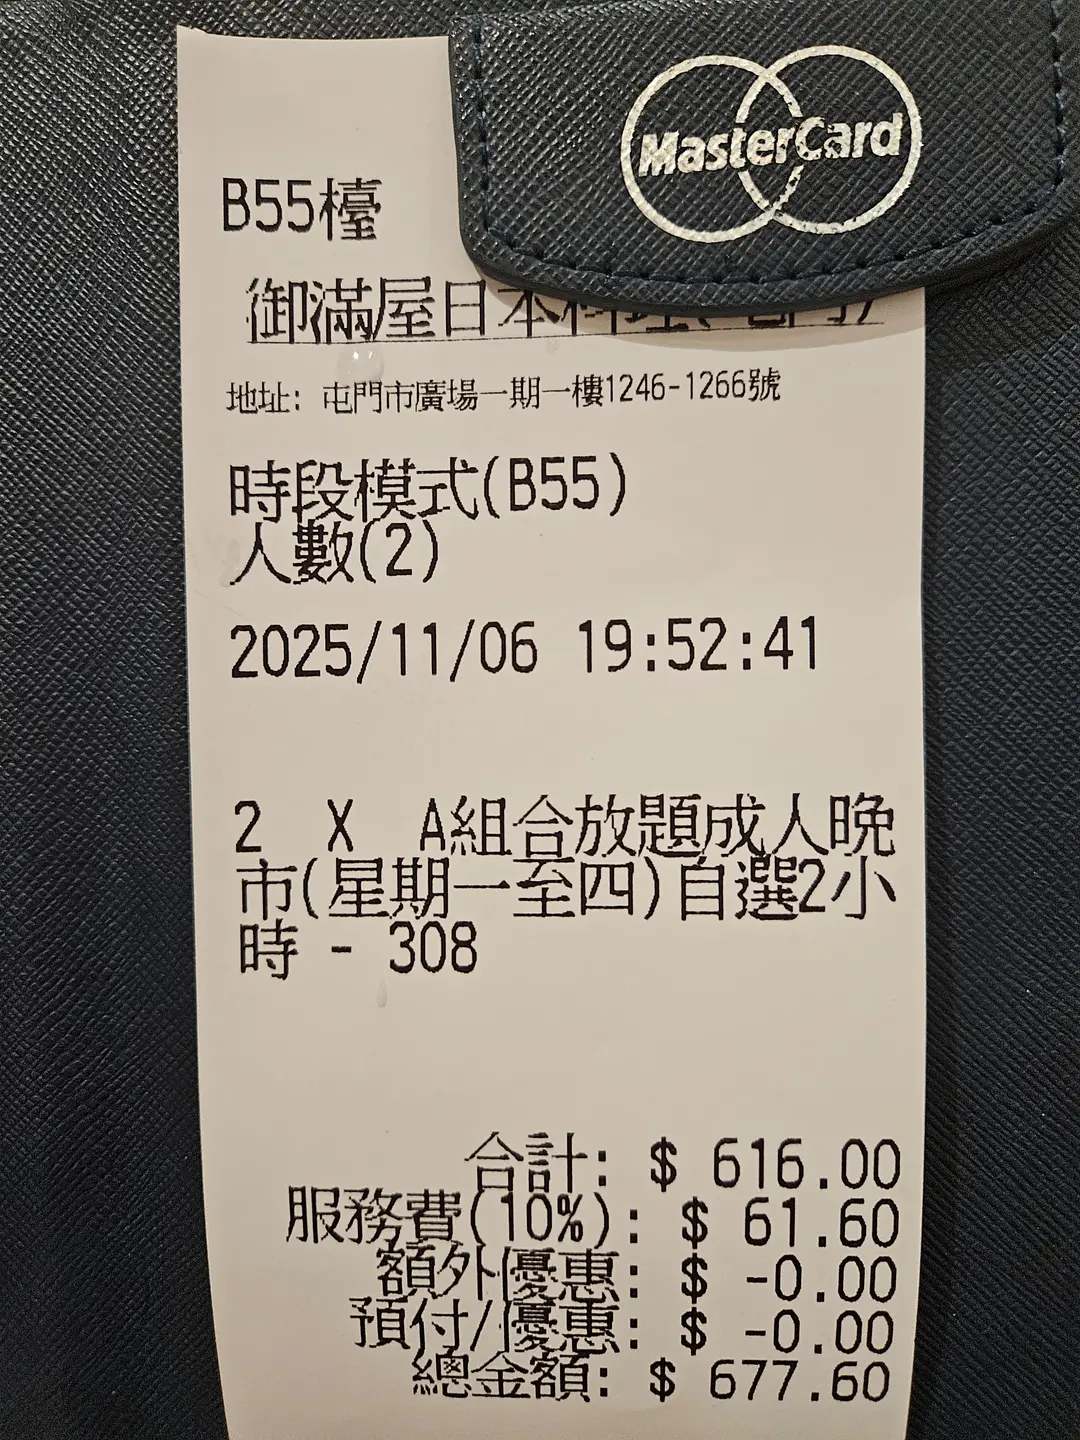 MasterCard
B55檯
御滿屋日本料理
地址: 屯門市廣場一期一樓1246-1266號
時段模式(B55)
人數(2)
2025/11/06 19:52:41
2 X A組合放題成人晚
市(星期一至四)自選2小
時 - 308
合計: $ 616.00
服務費(10%): $ 61.60
額外優惠: $ -0.00
預付/優惠: $ -0.00
總金額: $ 677.60